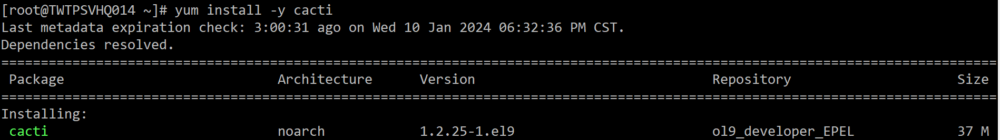 [root@TWTPSVHQ014 ~]# yum install -y cacti
Last metadata expiration check: 3:00:31 ago on Wed 10 Jan 2024 06:32:36 PM CST.
Dependencies resolved.
==============================================================================================================================
Package Architecture Version Repository Size
==============================================================================================================================
Installing:
cacti noarch 1.2.25-1.el9 ol9_developer_EPEL 37 M